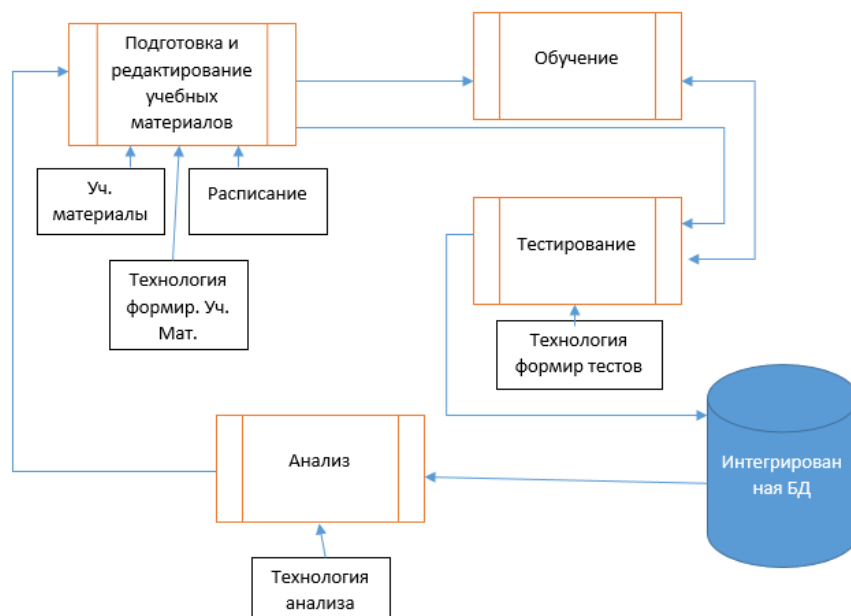 Подготовка и
редактирование
учебных
материалов
Обучение
Уч.
материалы
Расписание
Тестирование
Технология
формир. Уч.
Мат.
Технология
формир тестов
Анализ
Интегрирован
ная БД
Технология
анализа